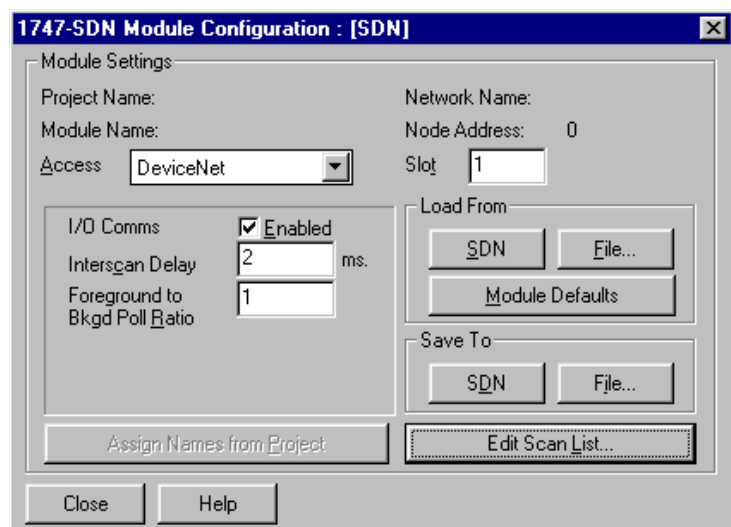 1747-SDN Module Configuration : [SDN]
Module Settings
Project Name:
Network Name:
Module Name:
Node Address: 0
Access DeviceNet
Slot 1
I/O Comms Enabled
Interscan Delay 2 ms.
Foreground to
Bkgd Poll Ratio 1
Load From
SDN File...
Module Defaults
Save To
SDN File...
Assign Names from Project
Edit Scan List...
Close Help